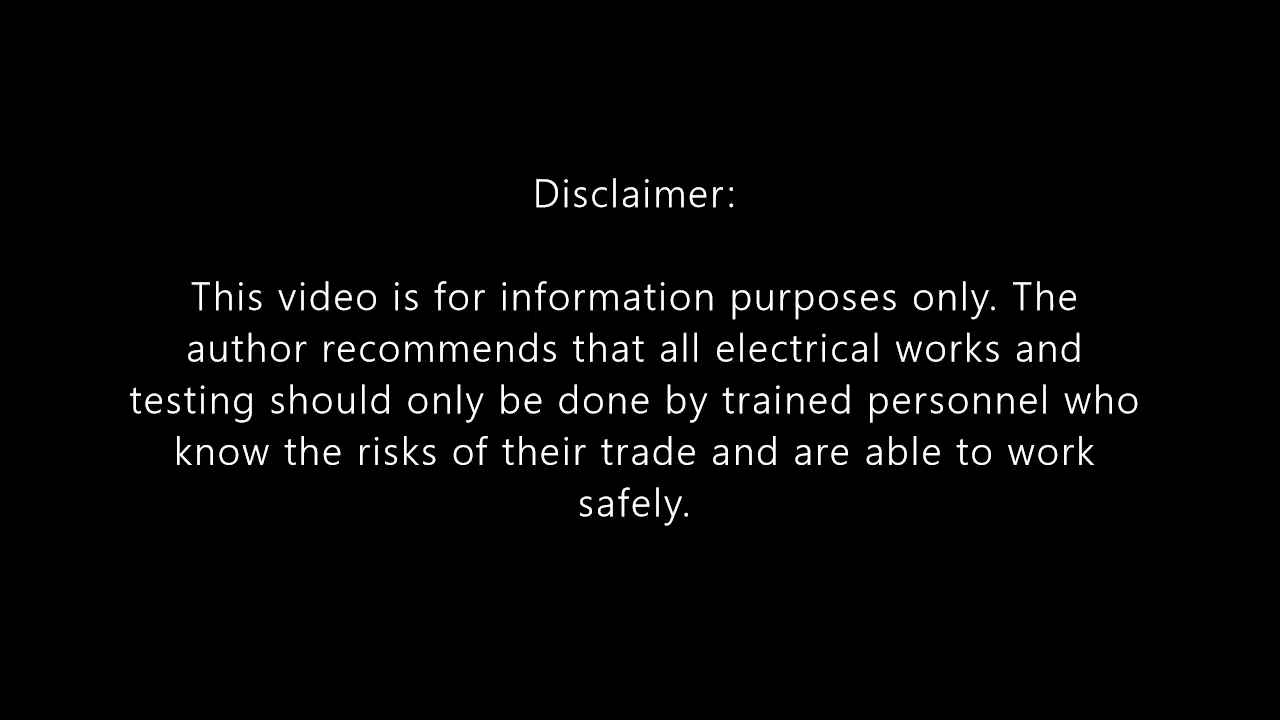 Disclaimer:
This video is for information purposes only. The
author recommends that all electrical works and
testing should only be done by trained personnel who
know the risks of their trade and are able to work
safely.